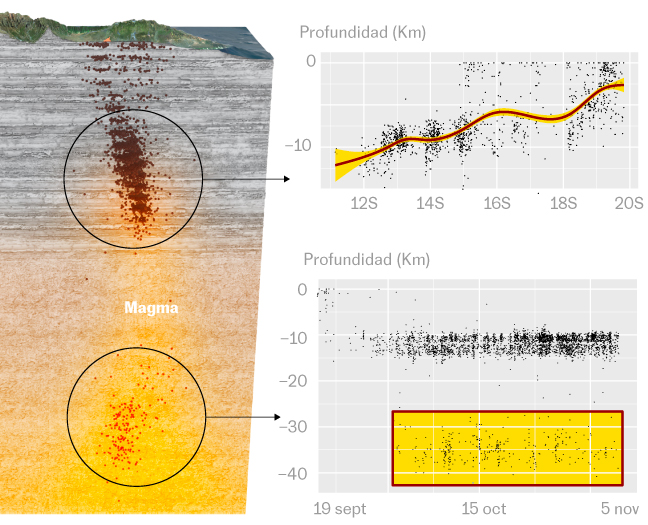 Profundidad (Km)
0
−10
12S 14S 16S 18S 20S
Magma
Profundidad (Km)
0
−10
−20
−30
−40
19 sept 15 oct 5 nov